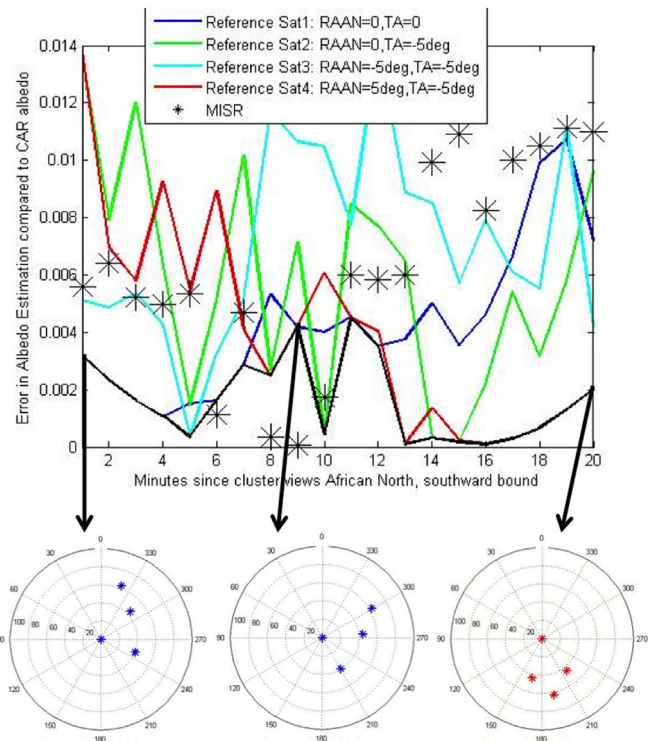 Reference Sat1: RAAN=0,TA=0
Reference Sat2: RAAN=0,TA=-5deg
Reference Sat3: RAAN=-5deg,TA=-5deg
Reference Sat4: RAAN=5deg,TA=-5deg
MISR
Error in Albedo Estimation compared to CAR albedo
0.014
0.012
0.01
0.008
0.006
0.004
0.002
0
2 4 6 8 10 12 14 16 18 20
Minutes since cluster views African North, southward bound
0 0 0
30 330 30 330 30 330
60 300 60 300 60 300
100 80 60 40 20 100 80 60 40 20 100 80 60 40 20
0 270 90 270 90 270
120 240 120 240 120 240
150 210 150 210 150 210
180 180 180